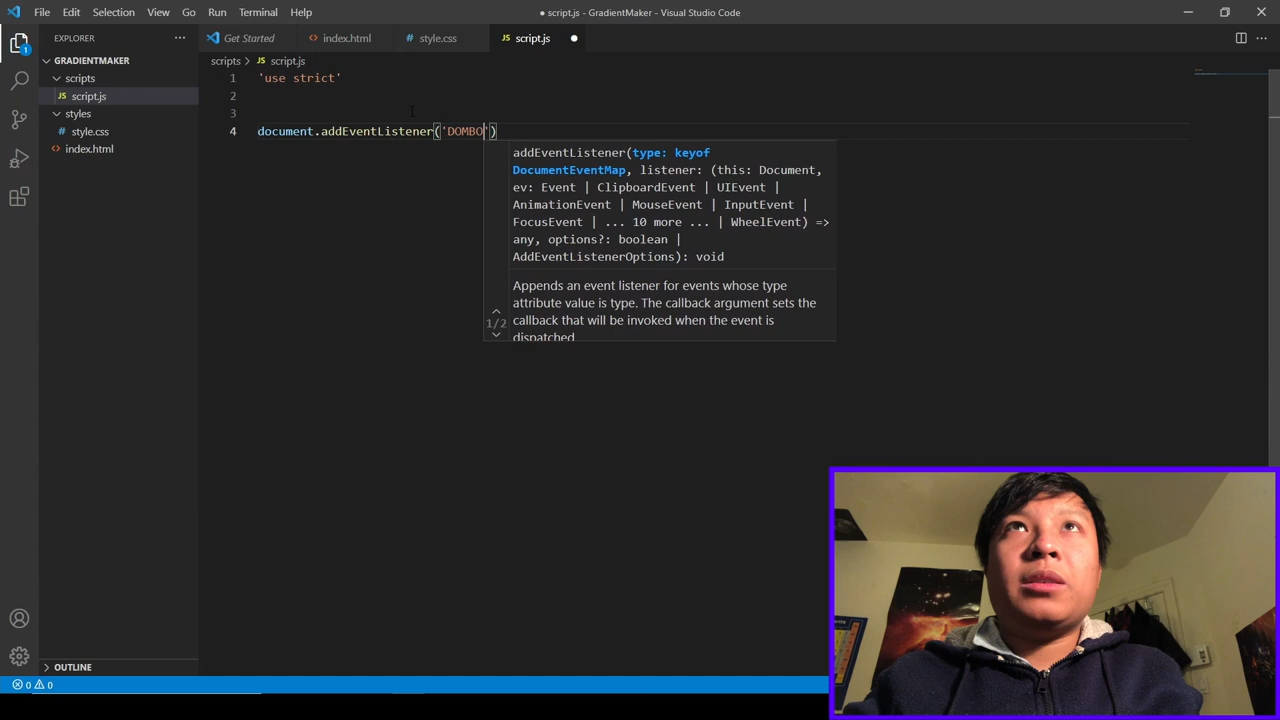 File Edit Selection View Go Run Terminal Help
● script.js - GradientMaker - Visual Studio Code
1
EXPLORER
GRADIENTMAKER
scripts
JS script.js
styles
# style.css
<> index.html
OUTLINE
Get Started
<> index.html
# style.css
JS script.js ●
scripts > JS script.js
1 'use strict'
2
3
4 document.addEventListener('DOMBO')
addEventListener(type: keyof
DocumentEventMap, listener: (this: Document,
ev: Event | ClipboardEvent | UIEvent |
AnimationEvent | MouseEvent | InputEvent |
FocusEvent | ... 10 more ... | WheelEvent) =>
any, options?: boolean |
AddEventListenerOptions): void
1/2
Appends an event listener for events whose type
attribute value is type. The callback argument sets the
callback that will be invoked when the event is
dispatched
0 0